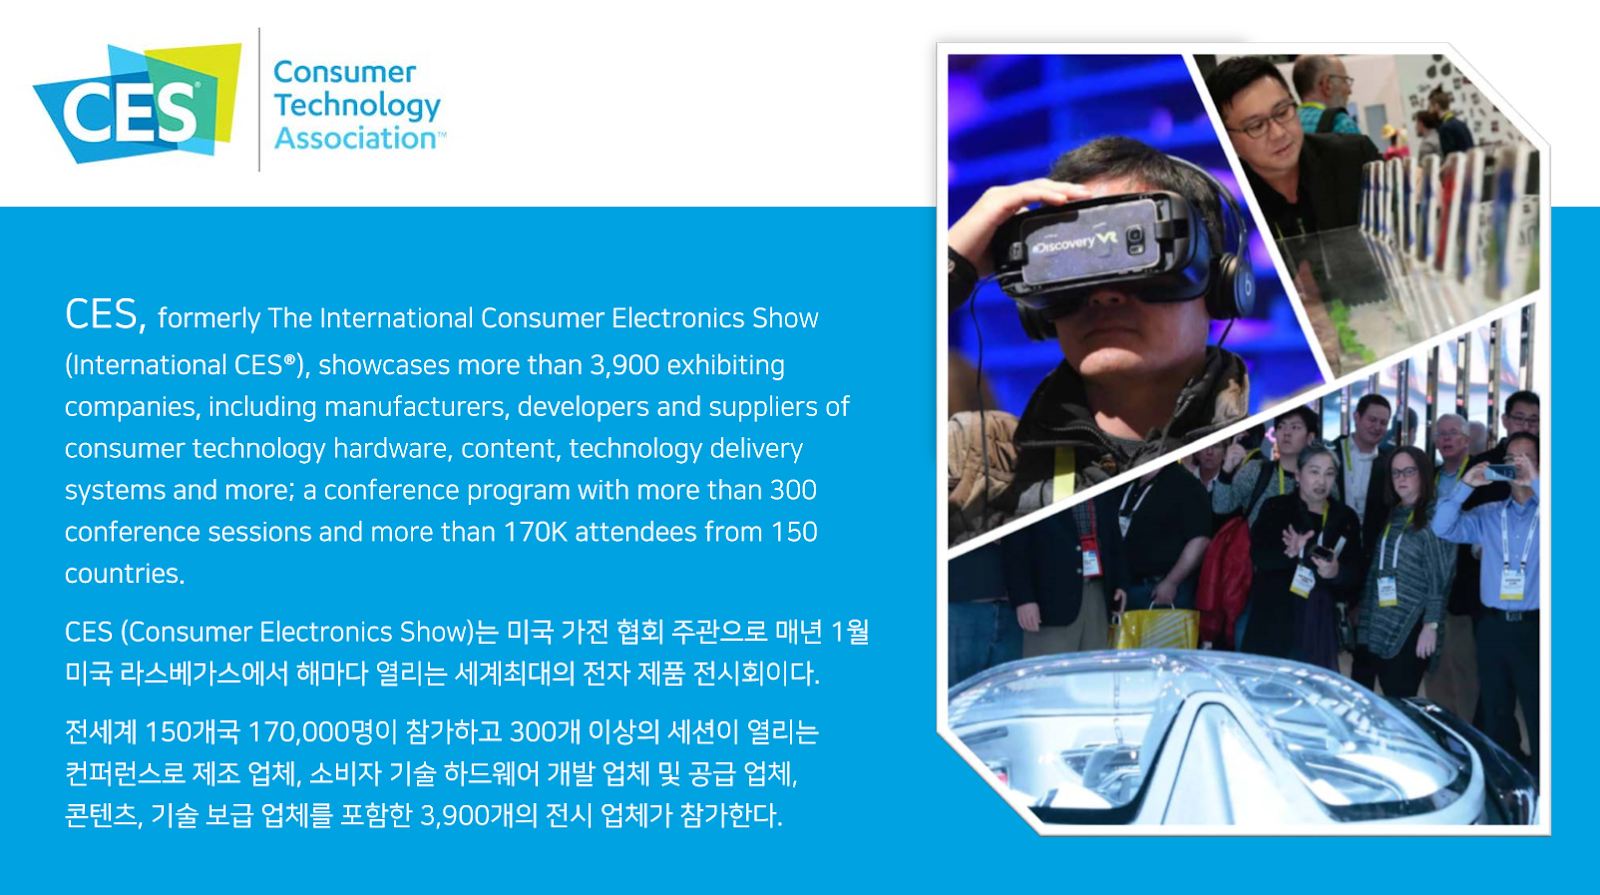 CES®
Consumer
Technology
Association™
#Discovery VR
CES, formerly The International Consumer Electronics Show
(International CES®), showcases more than 3,900 exhibiting
companies, including manufacturers, developers and suppliers of
consumer technology hardware, content, technology delivery
systems and more; a conference program with more than 300
conference sessions and more than 170K attendees from 150
countries.
CES (Consumer Electronics Show)는 미국 가전 협회 주관으로 매년 1월
미국 라스베가스에서 해마다 열리는 세계최대의 전자 제품 전시회이다.
전세계 150개국 170,000명이 참가하고 300개 이상의 세션이 열리는
컨퍼런스로 제조 업체, 소비자 기술 하드웨어 개발 업체 및 공급 업체,
콘텐츠, 기술 보급 업체를 포함한 3,900개의 전시 업체가 참가한다.